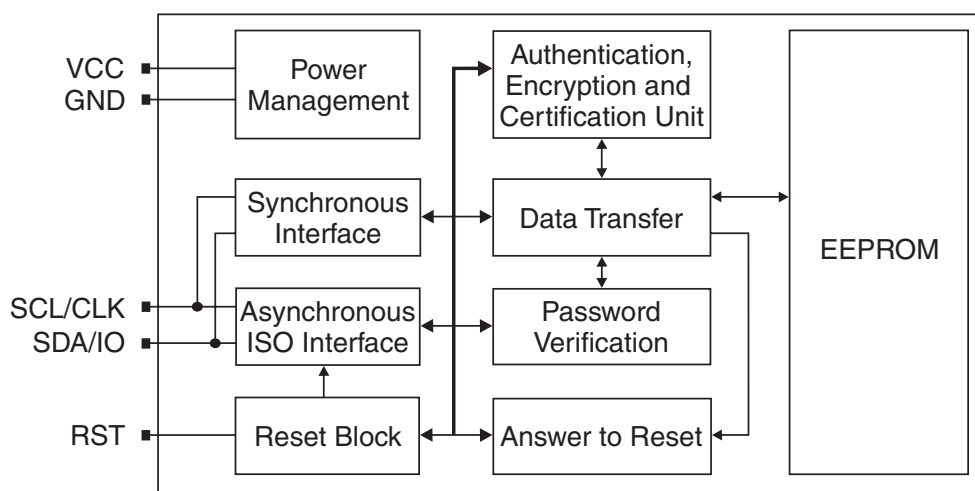 VCC
GND
SCL/CLK
SDA/IO
RST
Power
Management
Synchronous
Interface
Asynchronous
ISO Interface
Reset Block
Authentication,
Encryption and
Certification Unit
Data Transfer
Password
Verification
Answer to Reset
EEPROM